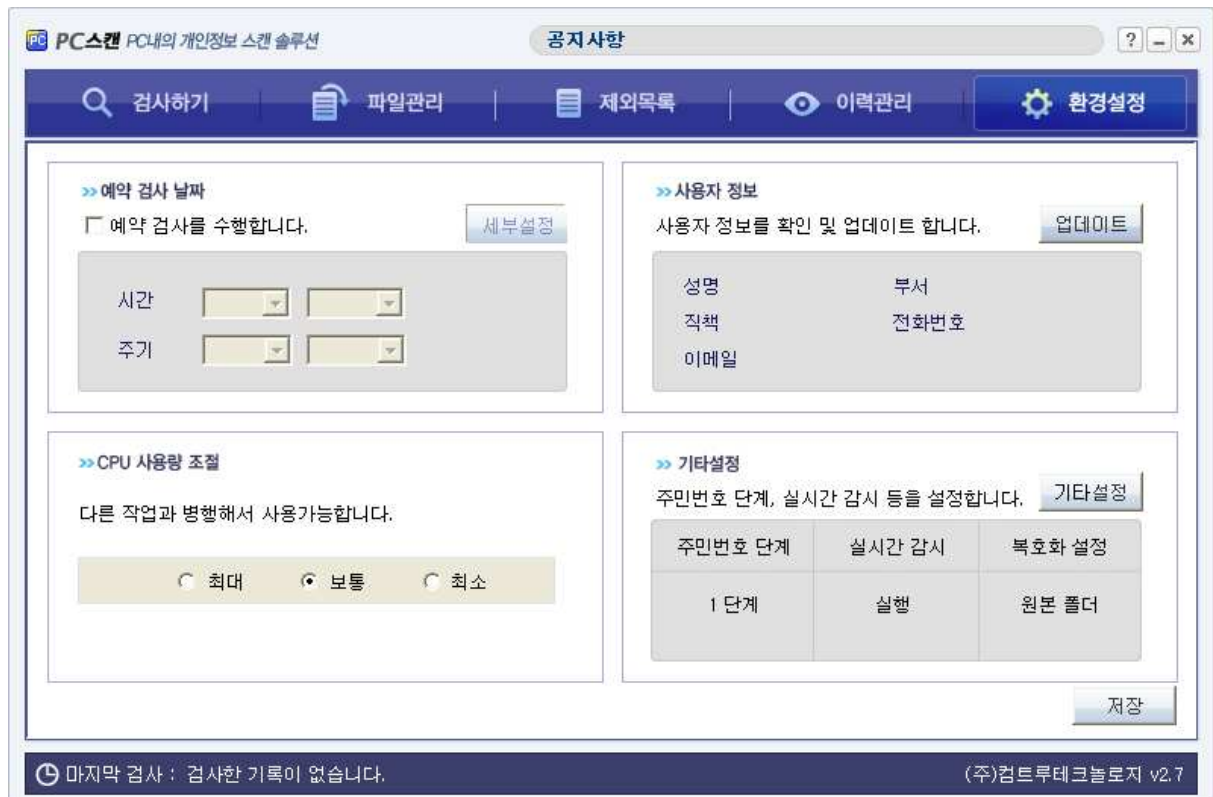 PC PC스캔 PC내의 개인정보 스캔 솔루션 공지사항 ? – ×
검사하기 | 파일관리 | 제외목록 | 이력관리 환경설정
>> 예약 검사 날짜
예약 검사를 수행합니다. 세부설정
시간
주기
>> 사용자 정보
사용자 정보를 확인 및 업데이트 합니다. 업데이트
성명 부서
직책 전화번호
이메일
>> CPU 사용량 조절
다른 작업과 병행해서 사용가능합니다.
최대 보통 최소
>> 기타설정
주민번호 단계, 실시간 감시 등을 설정합니다. 기타설정
주민번호 단계 실시간 감시 복호화 설정
1 단계 실행 원본 폴더
저장
마지막 검사 : 검사한 기록이 없습니다. (주)컴트루테크놀로지 v2.7